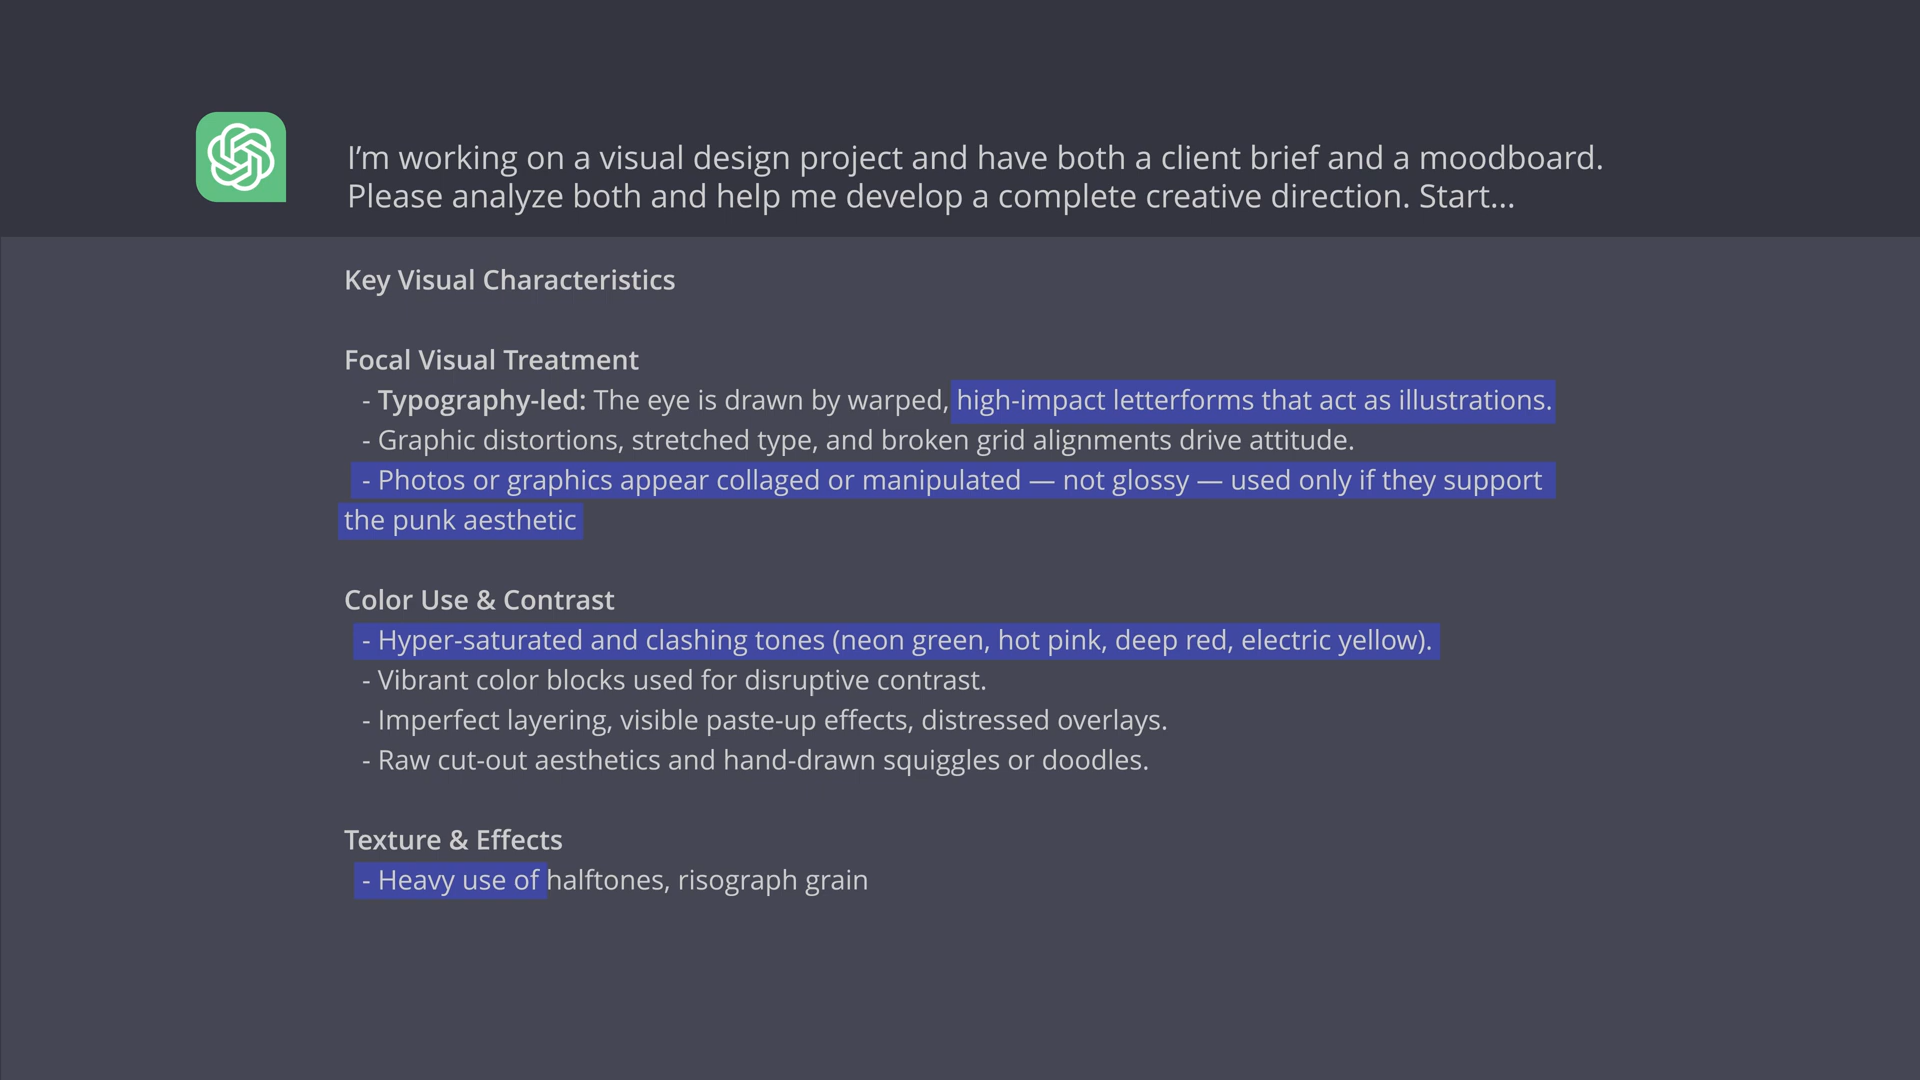 I’m working on a visual design project and have both a client brief and a moodboard.
Please analyze both and help me develop a complete creative direction. Start...
Key Visual Characteristics
Focal Visual Treatment
- Typography-led: The eye is drawn by warped, high-impact letterforms that act as illustrations.
- Graphic distortions, stretched type, and broken grid alignments drive attitude.
- Photos or graphics appear collaged or manipulated — not glossy — used only if they support
the punk aesthetic
Color Use & Contrast
- Hyper-saturated and clashing tones (neon green, hot pink, deep red, electric yellow).
- Vibrant color blocks used for disruptive contrast.
- Imperfect layering, visible paste-up effects, distressed overlays.
- Raw cut-out aesthetics and hand-drawn squiggles or doodles.
Texture & Effects
- Heavy use of halftones, risograph grain